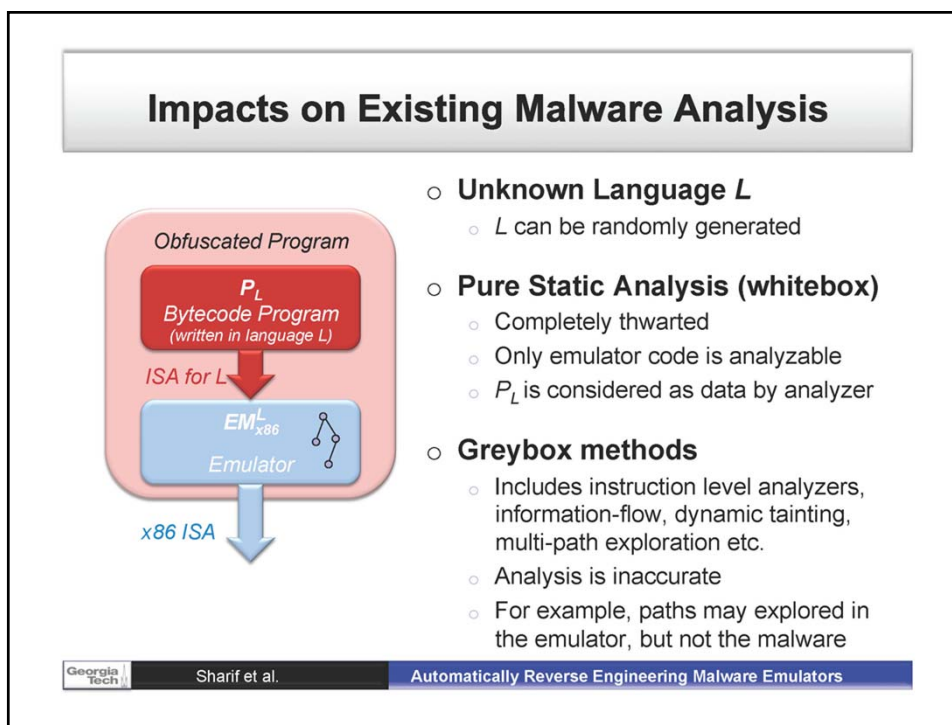 Impacts on Existing Malware Analysis
Obfuscated Program
P_L
Bytecode Program
(written in language L)
ISA for L
EM^L_x86
Emulator
x86 ISA
○ Unknown Language L
○ L can be randomly generated
○ Pure Static Analysis (whitebox)
○ Completely thwarted
○ Only emulator code is analyzable
○ P_L is considered as data by analyzer
○ Greybox methods
○ Includes instruction level analyzers,
information-flow, dynamic tainting,
multi-path exploration etc.
○ Analysis is inaccurate
○ For example, paths may explored in
the emulator, but not the malware
Georgia
Tech
Sharif et al.
Automatically Reverse Engineering Malware Emulators